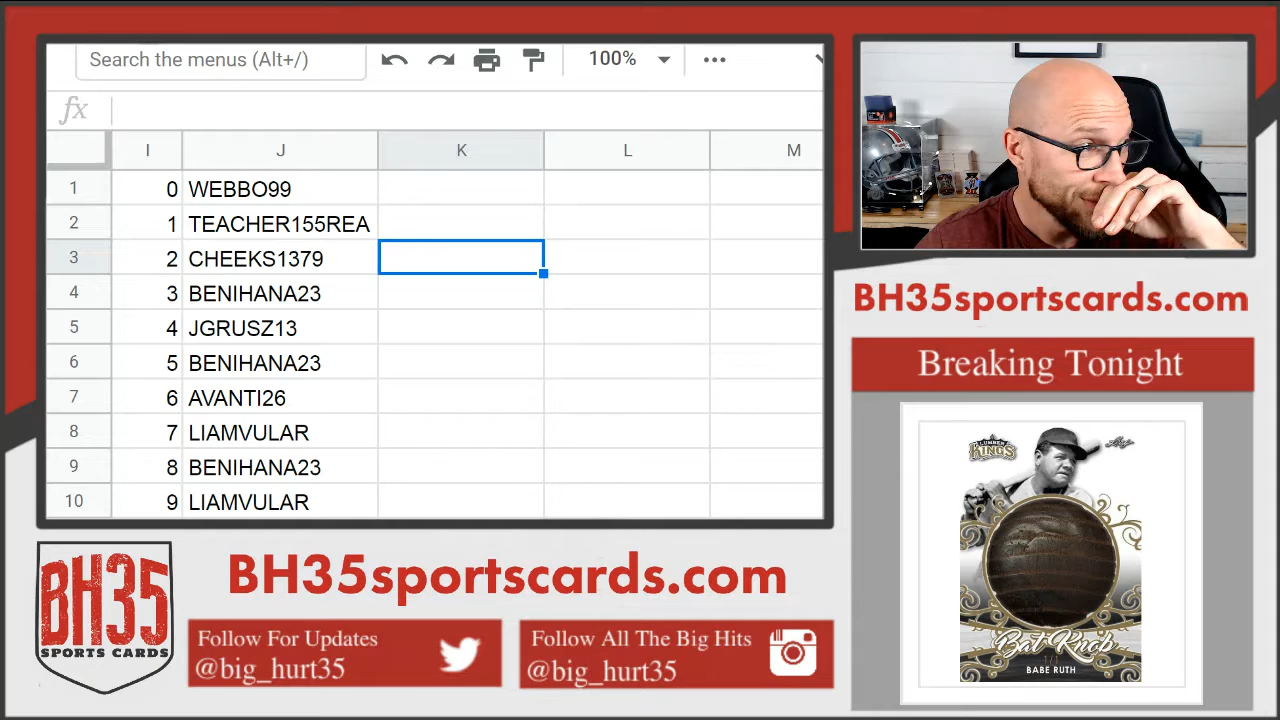 Search the menus (Alt+/)
100%
fx
I J K L M
1 0 WEBBO99
2 1 TEACHER155REA
3 2 CHEEKS1379
4 3 BENIHANA23
5 4 JGRUSZ13
6 5 BENIHANA23
7 6 AVANTI26
8 7 LIAMVULAR
9 8 BENIHANA23
10 9 LIAMVULAR
BH35sportscards.com
Breaking Tonight
LUMBER
KINGS
Leaf
Bat Knob
1/1
BABE RUTH
BH35
SPORTS CARDS
BH35sportscards.com
Follow For Updates
@big_hurt35
Follow All The Big Hits
@big_hurt35